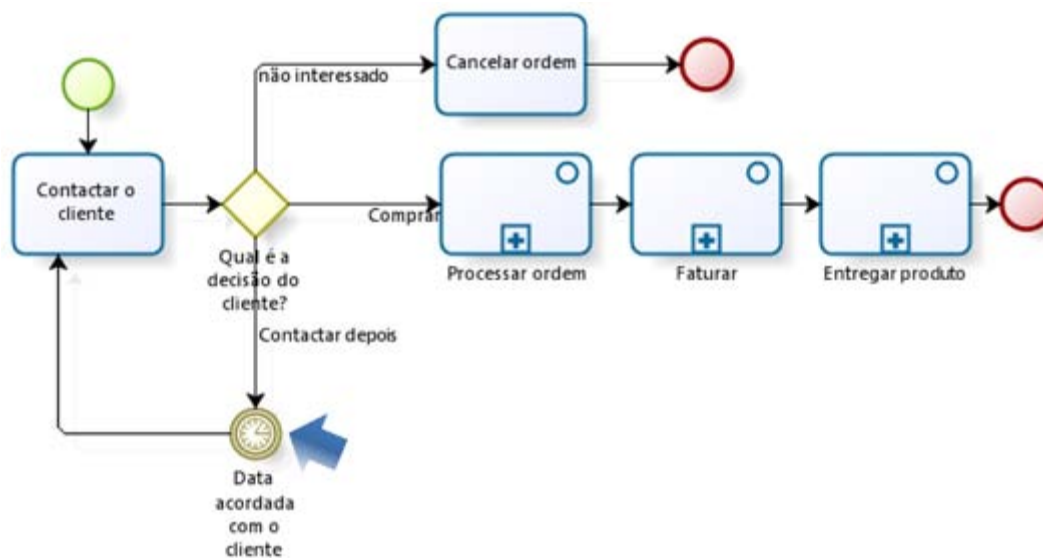 não interessado
Cancelar ordem
Contactar o
cliente
Comprar
Qual é a
decisão do
cliente?
Processar ordem
Faturar
Entregar produto
Contactar depois
Data
acordada
com o
cliente